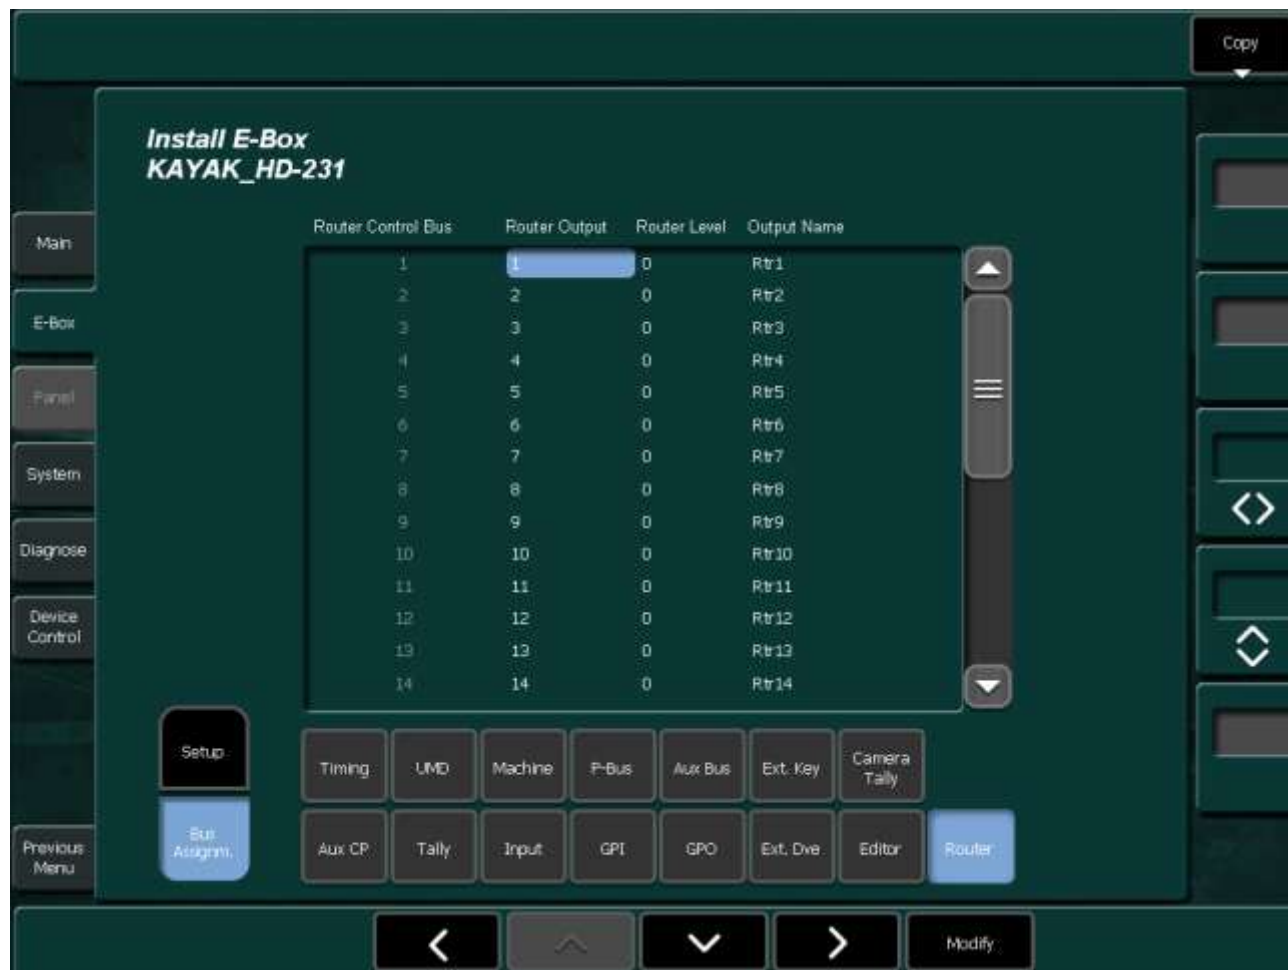 Copy
Install E-Box
KAYAK_HD-231
Router Control Bus Router Output Router Level Output Name
1 1 0 Rtr1
2 2 0 Rtr2
3 3 0 Rtr3
4 4 0 Rtr4
5 5 0 Rtr5
6 6 0 Rtr6
7 7 0 Rtr7
8 8 0 Rtr8
9 9 0 Rtr9
10 10 0 Rtr10
11 11 0 Rtr11
12 12 0 Rtr12
13 13 0 Rtr13
14 14 0 Rtr14
Main
E-Box
Panel
System
Diagnose
Device
Control
Previous
Menu
Setup
Bus
Assignm.
Timing UMD Machine P-Bus Aux Bus Ext. Key Camera
Tally
Aux CP Tally Input GPI GPO Ext. Dve Editor Router
Modify